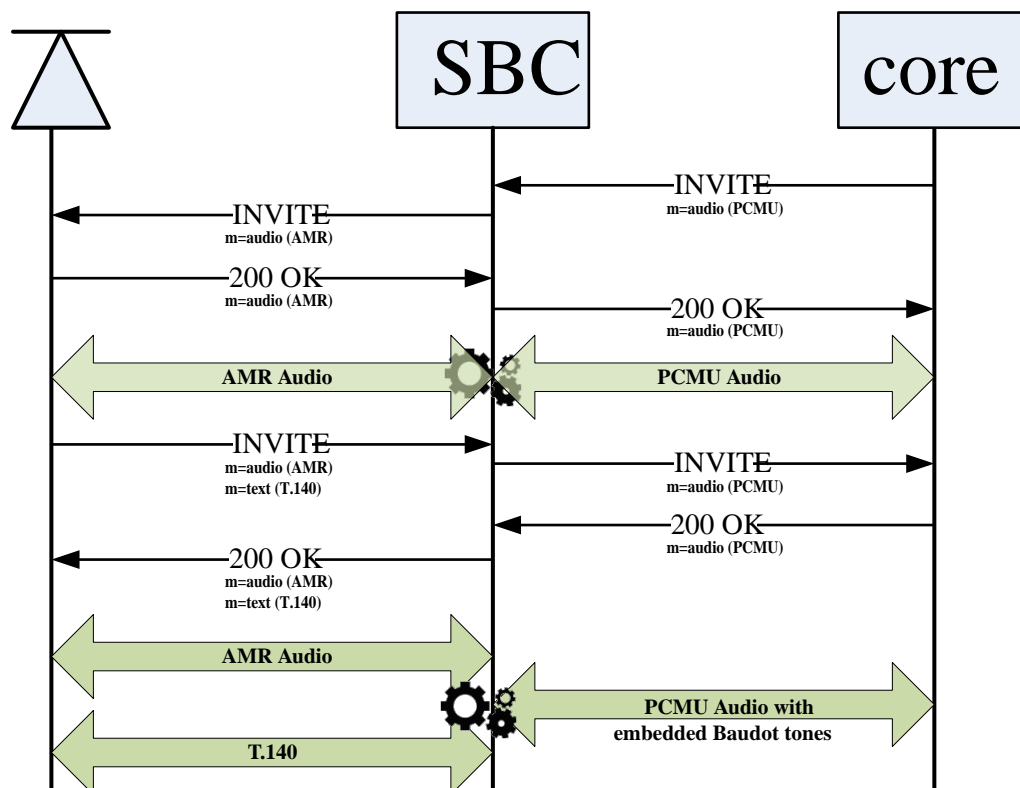 SBC
core
INVITE
m=audio (PCMU)
INVITE
m=audio (AMR)
200 OK
m=audio (AMR)
200 OK
m=audio (PCMU)
AMR Audio
PCMU Audio
INVITE
m=audio (AMR)
m=text (T.140)
INVITE
m=audio (PCMU)
200 OK
m=audio (PCMU)
200 OK
m=audio (AMR)
m=text (T.140)
AMR Audio
PCMU Audio with
embedded Baudot tones
T.140